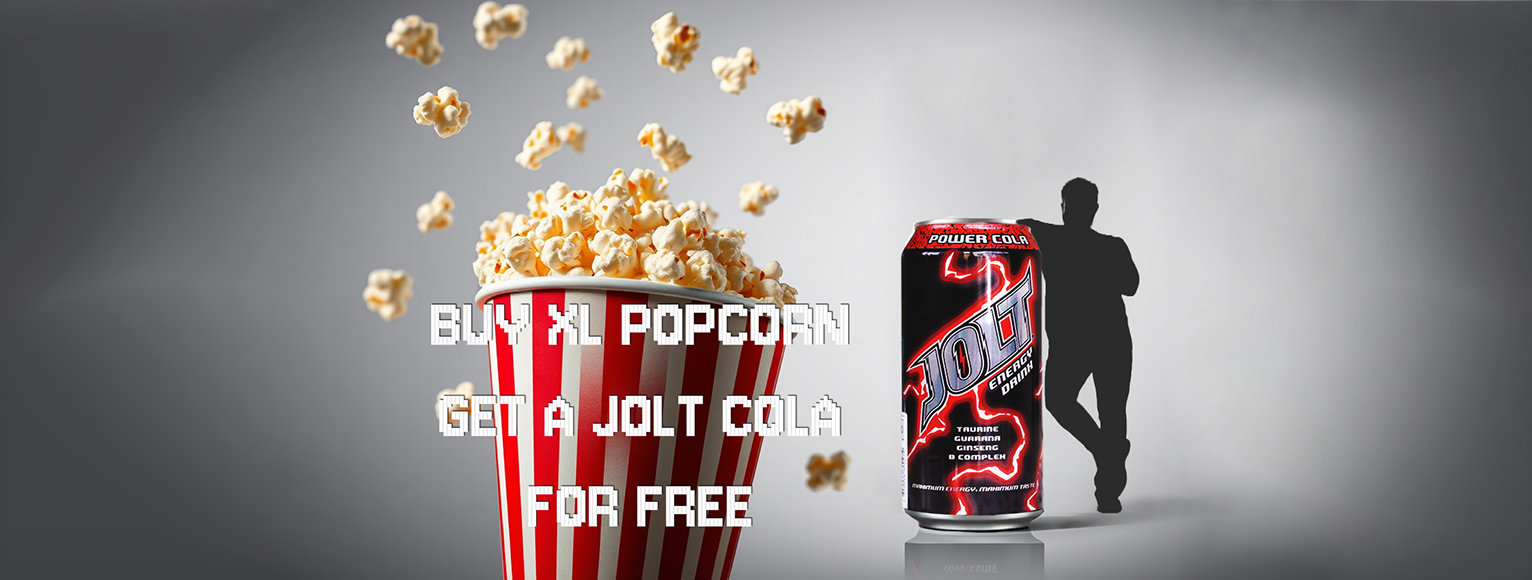 BUY XL POPCORN
GET A JOLT COLA
FOR FREE
POWER COLA
JOLT
ENERGY
DRINK
TAURINE
GUARANA
GINSENG
B COMPLEX
MAXIMUM ENERGY, MAXIMUM TASTE